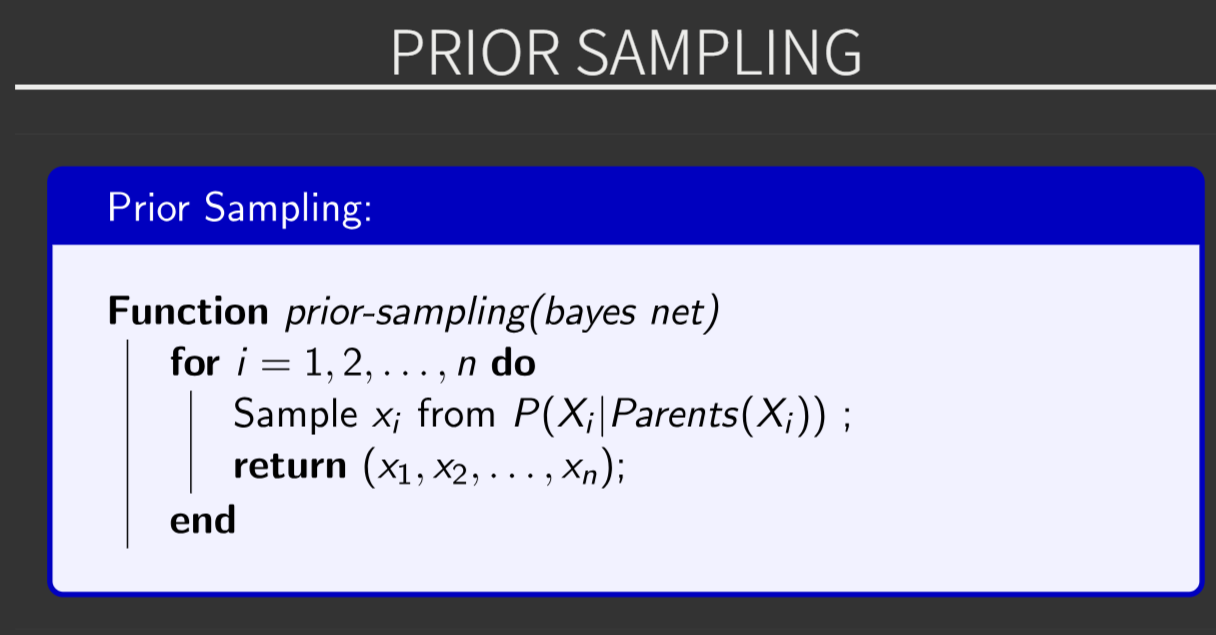 PRIOR SAMPLING
Prior Sampling:
Function prior-sampling(bayes net)
for i = 1, 2, . . . , n do
Sample xᵢ from P(Xᵢ|Parents(Xᵢ)) ;
return (x₁, x₂, . . . , xₙ);
end